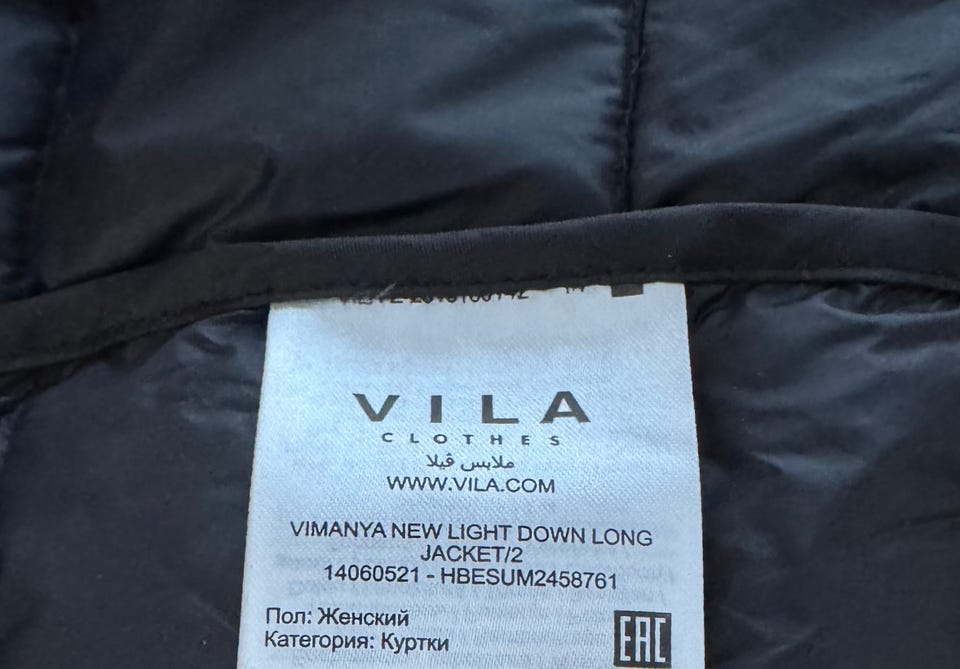 VILA
CLOTHES
ملابس ڤيلا
WWW.VILA.COM
VIMANYA NEW LIGHT DOWN LONG
JACKET/2
14060521 - HBESUM2458761
Пол: Женский
Категория: Куртки
EAC